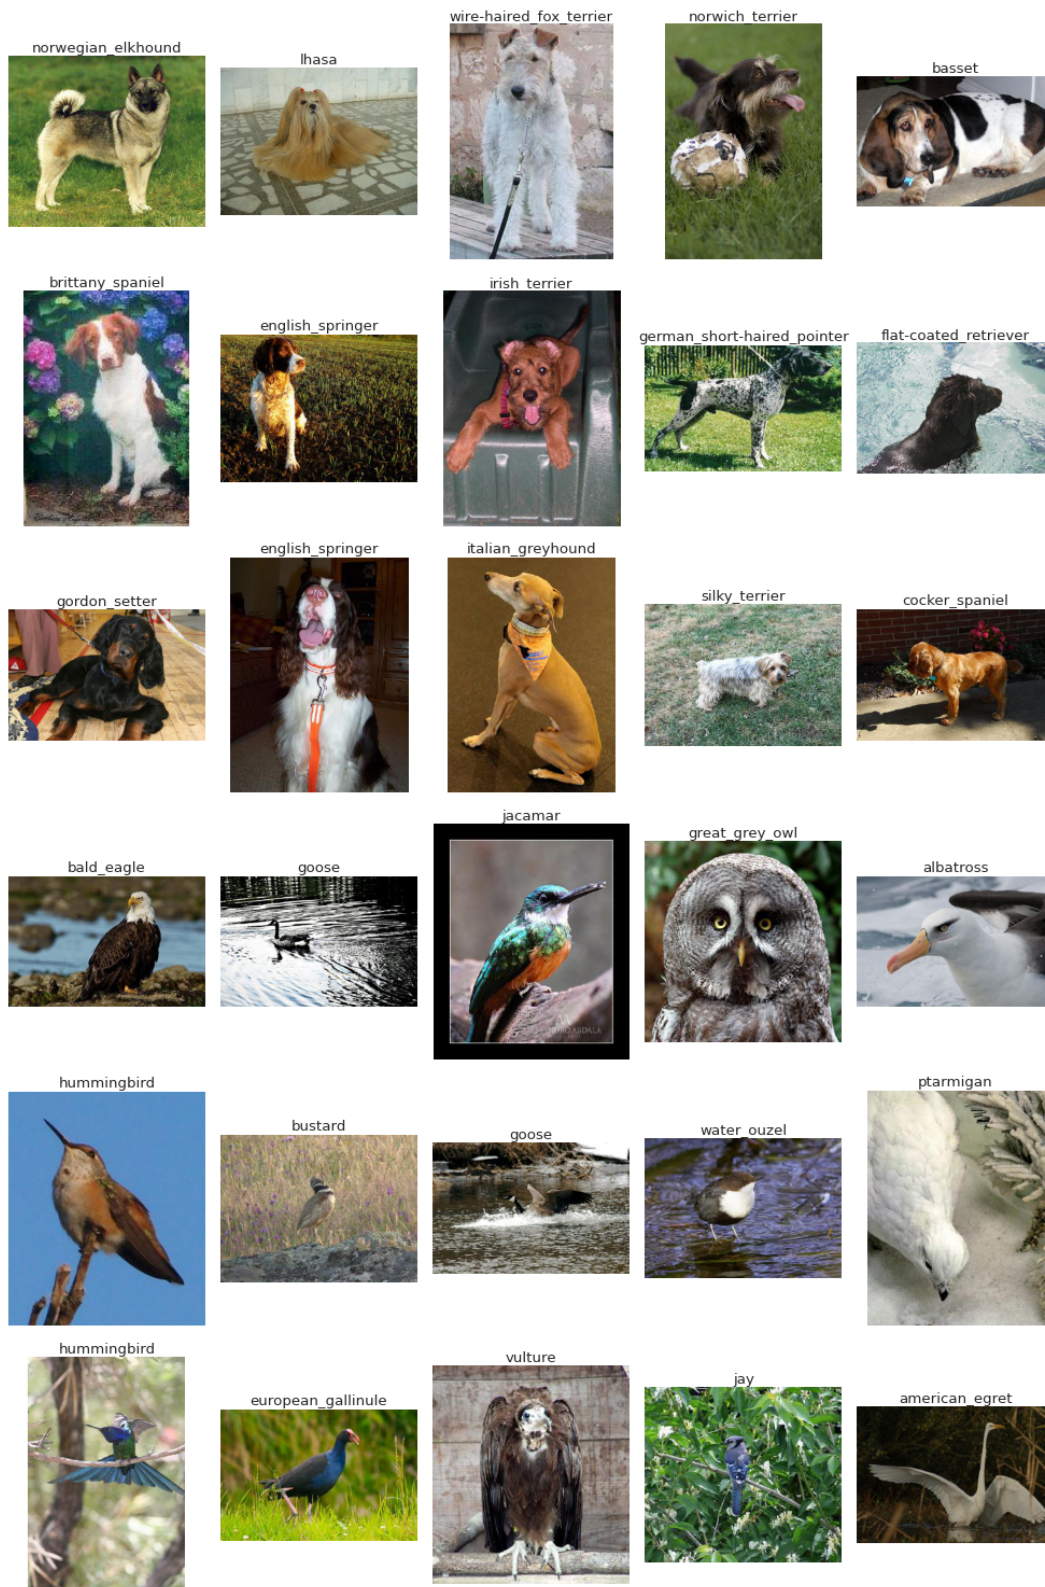 norwegian_elkhound
lhasa
wire-haired_fox_terrier
norwich_terrier
basset
brittany_spaniel
english_springer
irish_terrier
german_short-haired_pointer
flat-coated_retriever
gordon_setter
english_springer
italian_greyhound
silky_terrier
cocker_spaniel
bald_eagle
goose
jacamar
great_grey_owl
albatross
hummingbird
bustard
goose
water_ouzel
ptarmigan
hummingbird
european_gallinule
vulture
jay
american_egret